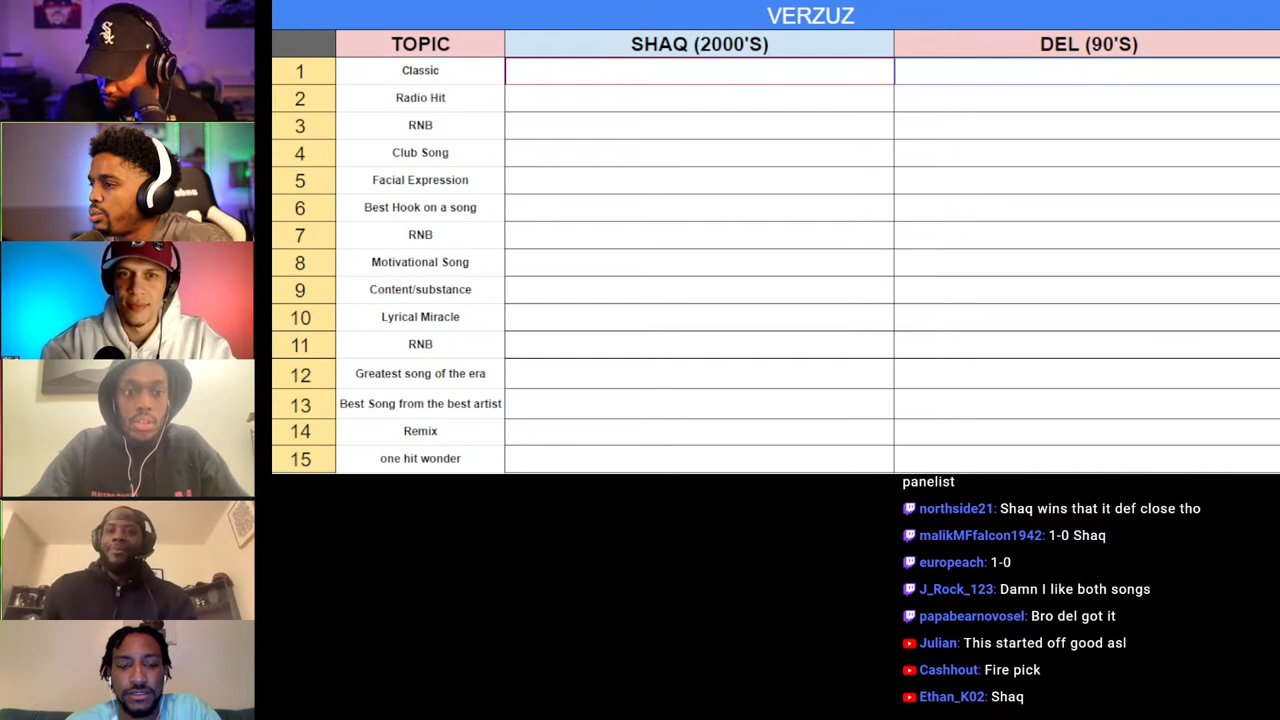 VERZUZ
TOPIC SHAQ (2000'S) DEL (90'S)
1 Classic
2 Radio Hit
3 RNB
4 Club Song
5 Facial Expression
6 Best Hook on a song
7 RNB
8 Motivational Song
9 Content/substance
10 Lyrical Miracle
11 RNB
12 Greatest song of the era
13 Best Song from the best artist
14 Remix
15 one hit wonder
panelist
northside21: Shaq wins that it def close tho
malikMFfalcon1942: 1-0 Shaq
europeach: 1-0
J_Rock_123: Damn I like both songs
papabearnovosel: Bro del got it
Julian: This started off good asl
Cashhout: Fire pick
Ethan_K02: Shaq